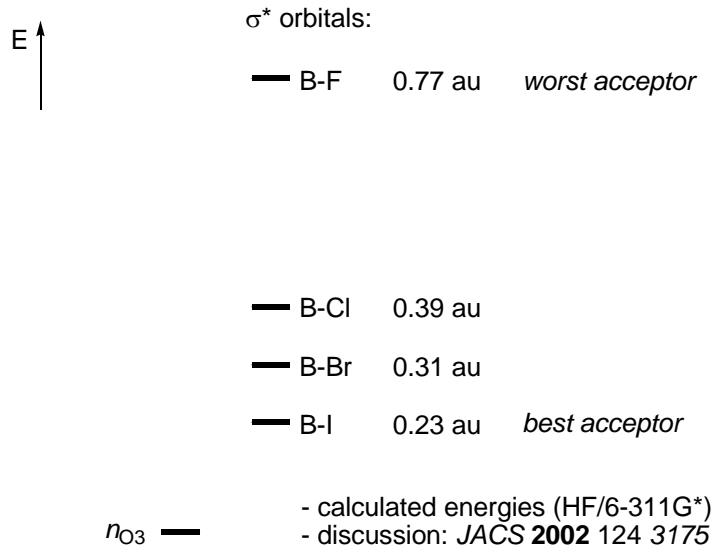 σ* orbitals:
E
B-F 0.77 au worst acceptor
B-Cl 0.39 au
B-Br 0.31 au
B-I 0.23 au best acceptor
- calculated energies (HF/6-311G*)
nO3 - discussion: JACS 2002 124 3175